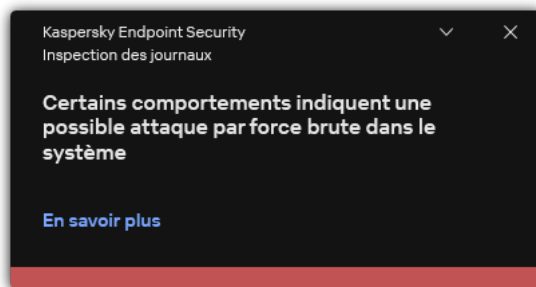 Kaspersky Endpoint Security
Inspection des journaux
Certains comportements indiquent une
possible attaque par force brute dans le
système
En savoir plus